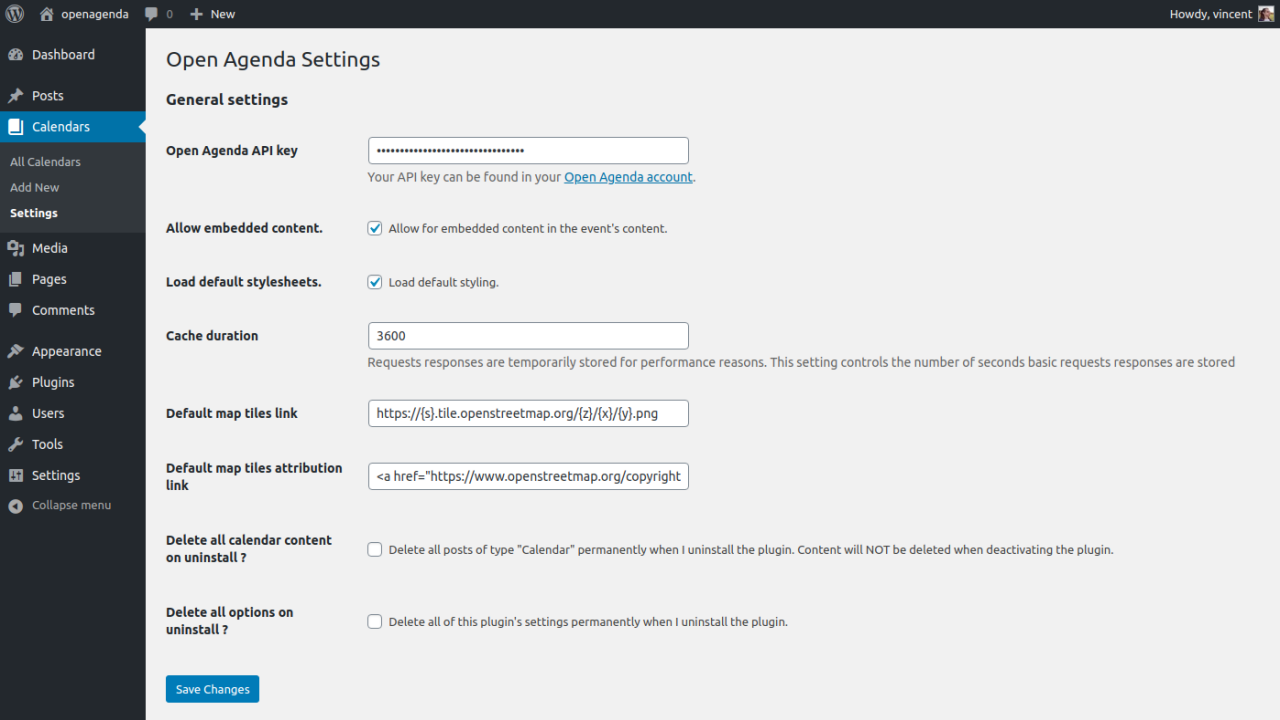 openagenda 0 New Howdy, vincent
Dashboard
Posts
Calendars
All Calendars
Add New
Settings
Media
Pages
Comments
Appearance
Plugins
Users
Tools
Settings
Collapse menu
Open Agenda Settings
General settings
Open Agenda API key
••••••••••••••••••••••••••••••••
Your API key can be found in your Open Agenda account.
Allow embedded content.
Allow for embedded content in the event's content.
Load default stylesheets.
Load default styling.
Cache duration
3600
Requests responses are temporarily stored for performance reasons. This setting controls the number of seconds basic requests responses are stored
Default map tiles link
https://{s}.tile.openstreetmap.org/{z}/{x}/{y}.png
Default map tiles attribution
link
<a href="https://www.openstreetmap.org/copyright
Delete all calendar content
on uninstall ?
Delete all posts of type "Calendar" permanently when I uninstall the plugin. Content will NOT be deleted when deactivating the plugin.
Delete all options on
uninstall ?
Delete all of this plugin's settings permanently when I uninstall the plugin.
Save Changes